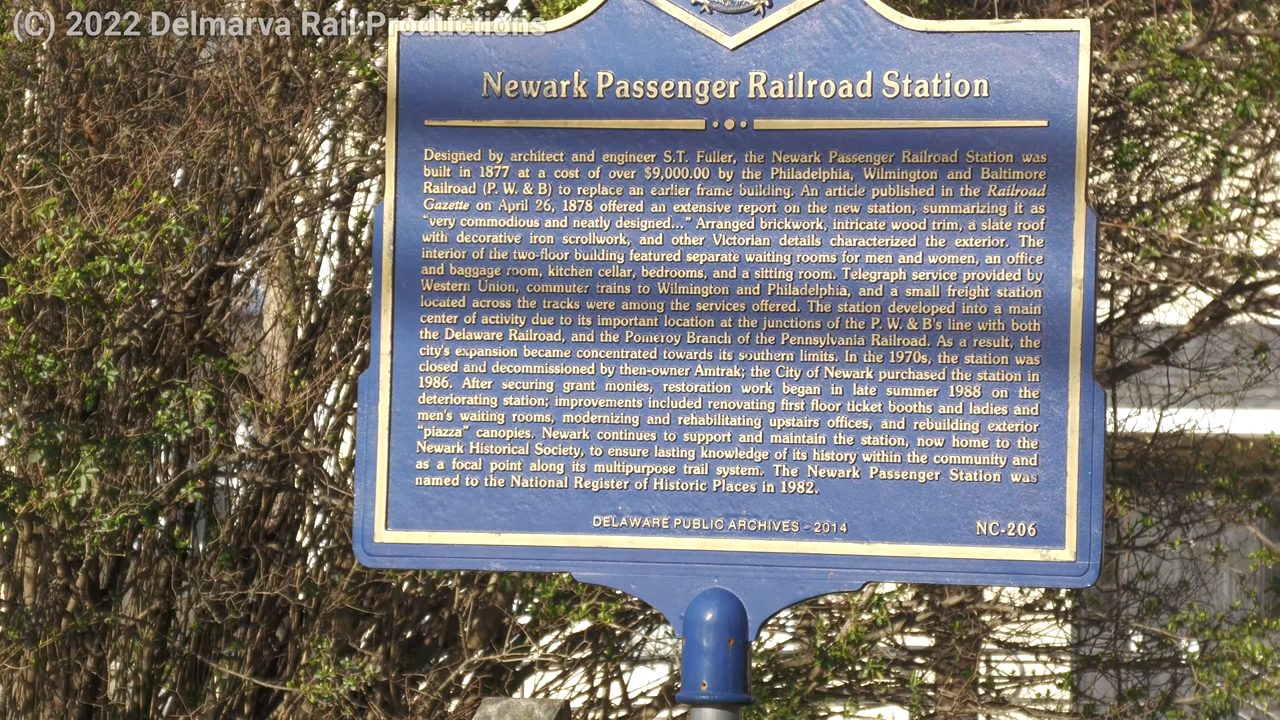 (C) 2022 Delmarva Rail Productions
Newark Passenger Railroad Station
Designed by architect and engineer S.T. Fuller, the Newark Passenger Railroad Station was
built in 1877 at a cost of over $9,000.00 by the Philadelphia, Wilmington and Baltimore
Railroad (P. W. & B) to replace an earlier frame building. An article published in the Railroad
Gazette on April 26, 1878 offered an extensive report on the new station, summarizing it as
“very commodious and neatly designed...” Arranged brickwork, intricate wood trim, a slate roof
with decorative iron scrollwork, and other Victorian details characterized the exterior. The
interior of the two-floor building featured separate waiting rooms for men and women, an office
and baggage room, kitchen cellar, bedrooms, and a sitting room. Telegraph service provided by
Western Union, commuter trains to Wilmington and Philadelphia, and a small freight station
located across the tracks were among the services offered. The station developed into a main
center of activity due to its important location at the junctions of the P. W. & B's line with both
the Delaware Railroad, and the Pomeroy Branch of the Pennsylvania Railroad. As a result, the
city's expansion became concentrated towards its southern limits. In the 1970s, the station was
closed and decommissioned by then-owner Amtrak; the City of Newark purchased the station in
1986. After securing grant monies, restoration work began in late summer 1988 on the
deteriorating station; improvements included renovating first floor ticket booths and ladies and
men's waiting rooms, modernizing and rehabilitating upstairs offices, and rebuilding exterior
“piazza” canopies. Newark continues to support and maintain the station, now home to the
Newark Historical Society, to ensure lasting knowledge of its history within the community and
as a focal point along its multipurpose trail system. The Newark Passenger Station was
named to the National Register of Historic Places in 1982.
DELAWARE PUBLIC ARCHIVES - 2014
NC-206